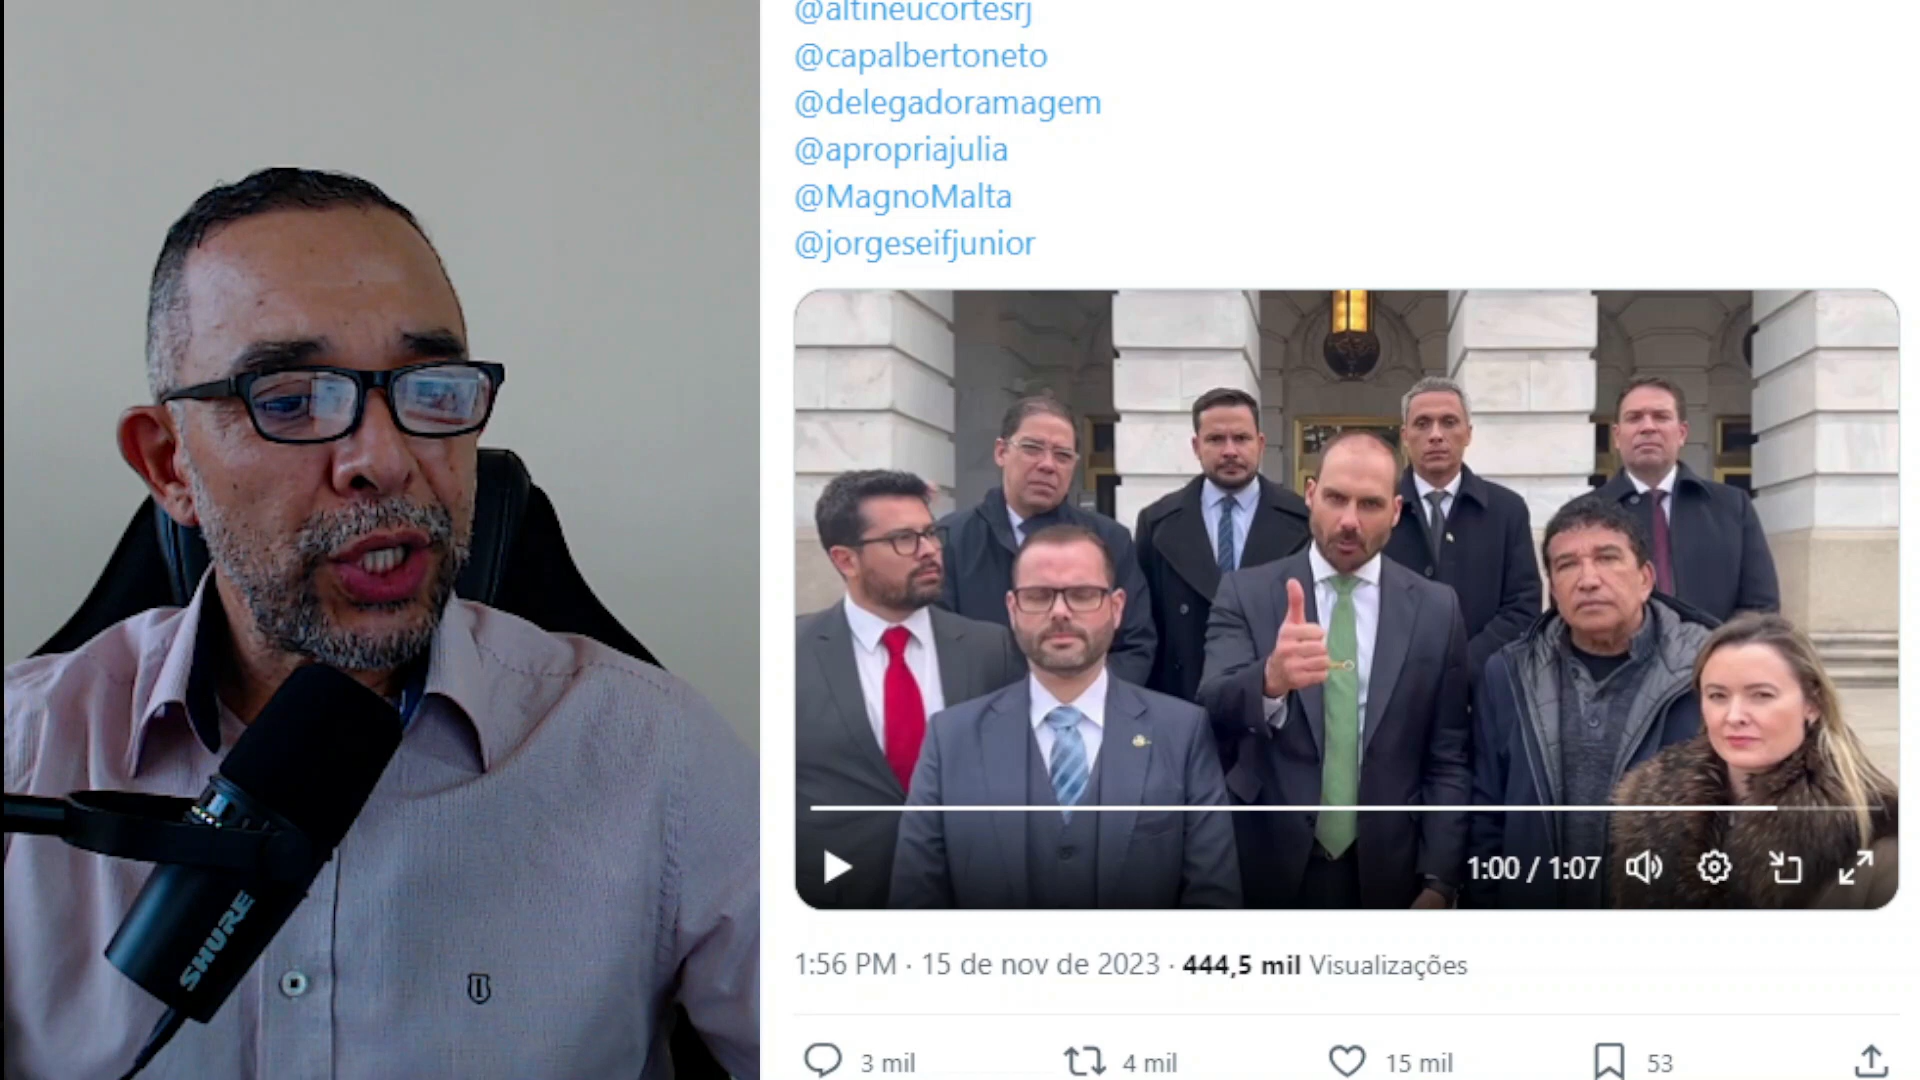 @altineucortesrj
@capalbertoneto
@delegadoramagem
@apropriajulia
@MagnoMalta
@jorgeseifjunior
1:00 / 1:07
1:56 PM · 15 de nov de 2023 · 444,5 mil Visualizações
3 mil
4 mil
15 mil
53
SHURE